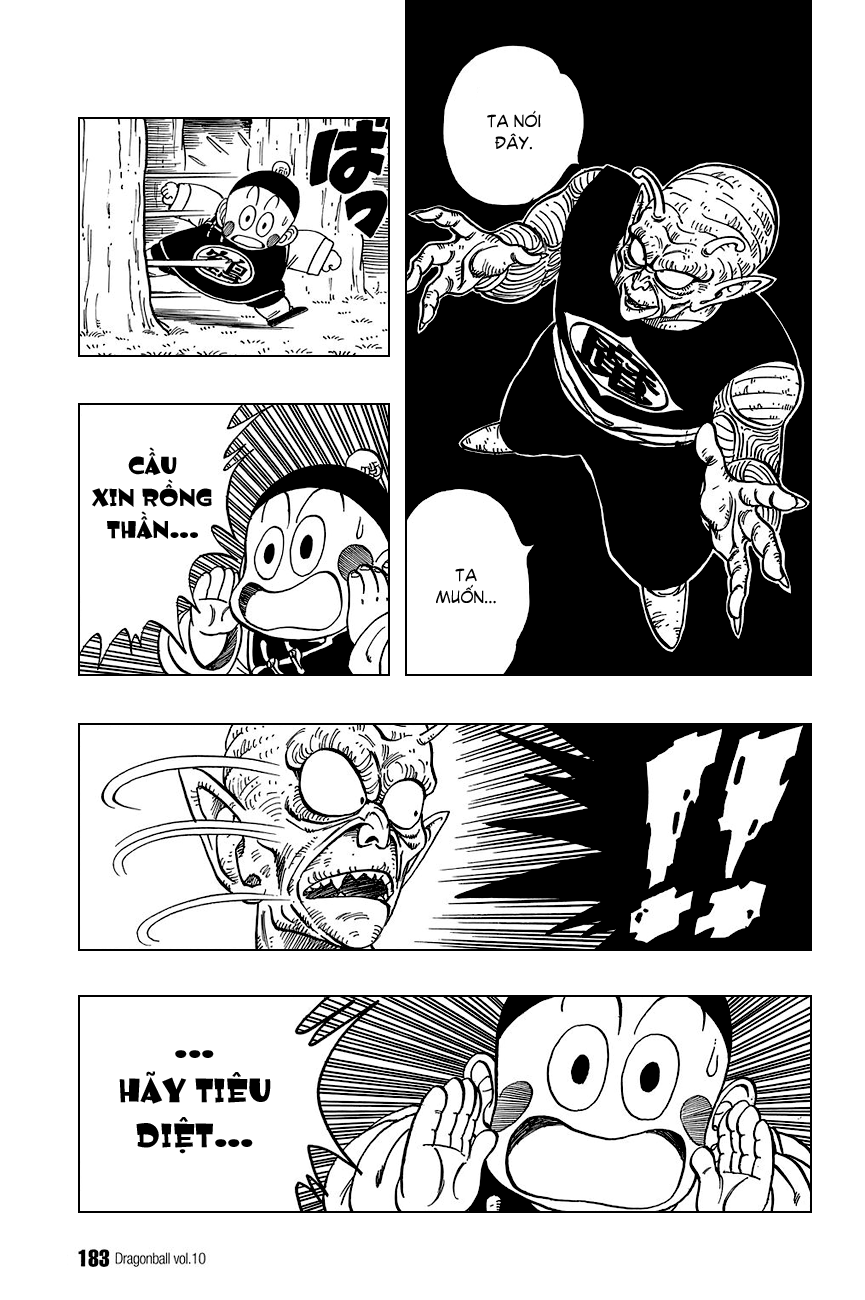 TA NÓI
ĐÂY.
TA
MUỐN...
ばっ
CẦU
XIN RỒNG
THẦN...
!!
...
HÃY TIÊU
DIỆT...
183 Dragonball vol.10